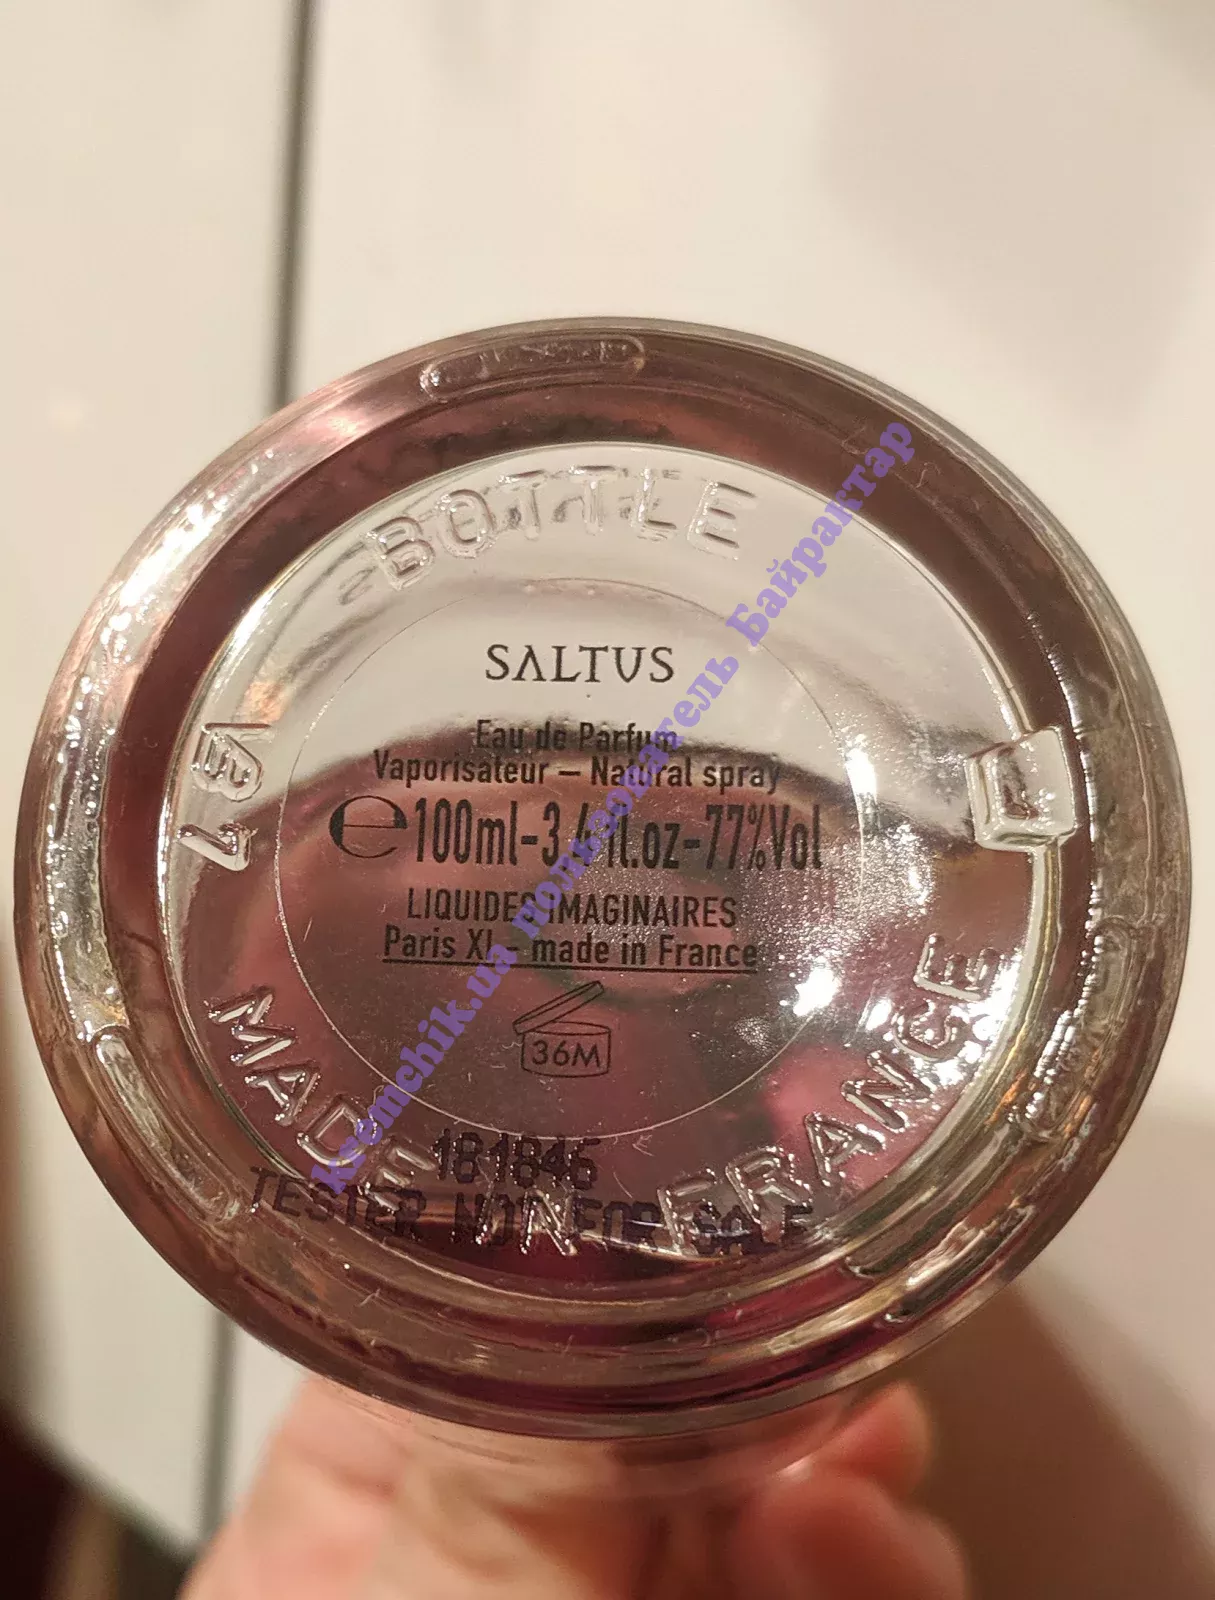 BOTTLE
SALTUS
Eau de Parfum
Vaporisateur – Natural spray
℮100ml-3.4fl.oz-77%Vol
LIQUIDES IMAGINAIRES
Paris XI - made in France
36M
181846
TESTER NOT FOR SALE
MADE IN FRANCE
kseemchik.ua пользователь Байрактар